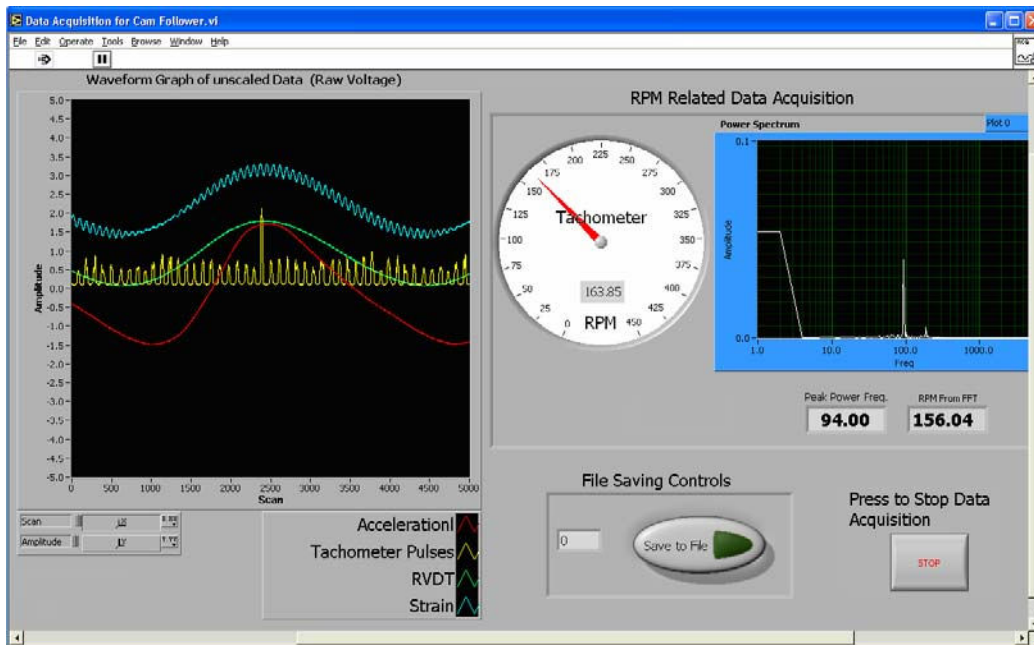 Data Acquisition for Cam Follower.vi
File Edit Operate Tools Browse Window Help
Waveform Graph of unscaled Data (Raw Voltage)
5.0
4.5
4.0
3.5
3.0
2.5
2.0
1.5
1.0
0.5
0.0
-0.5
-1.0
-1.5
-2.0
-2.5
-3.0
-3.5
-4.0
-4.5
-5.0
Amplitude
0 500 1000 1500 2000 2500 3000 3500 4000 4500 5000
Scan
Scan
Amplitude
Accelerationl
Tachometer Pulses
RVDT
Strain
RPM Related Data Acquisition
0 25 50 75 100 125 150 175 200 225 250 275 300 325 350 375 400 425 450
Tachometer
163.85
RPM
Power Spectrum
Plot 0
0.1
0.0
Amplitude
1.0 10.0 100.0 1000.0
Freq
Peak Power Freq.
94.00
RPM From FFT
156.04
File Saving Controls
0
Save to File
Press to Stop Data
Acquisition
STOP